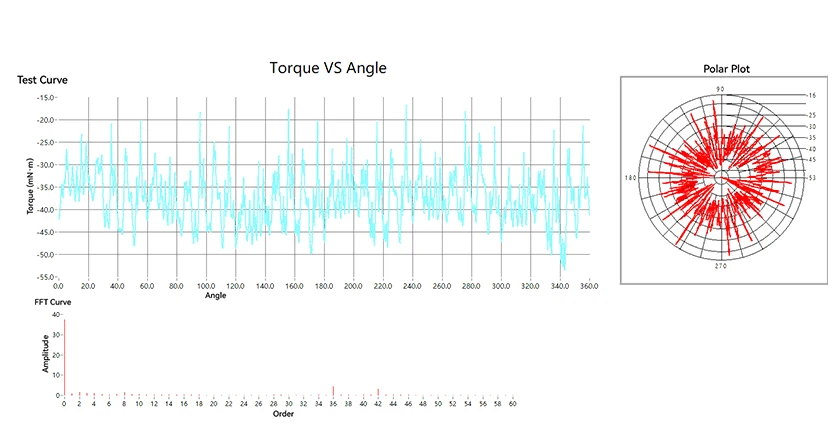 Torque VS Angle
Test Curve
Polar Plot
-15.0
-20.0
-25.0
-30.0
-35.0
-40.0
-45.0
-50.0
-55.0
Torque (mN·m)
0.0 20.0 40.0 60.0 80.0 100.0 120.0 140.0 160.0 180.0 200.0 220.0 240.0 260.0 280.0 300.0 320.0 340.0 360.0
Angle
90
-16
-25
-30
-35
-40
-45
180
-53
270
FFT Curve
40
30
20
10
0
Amplitude
0 2 4 6 8 10 12 14 16 18 20 22 24 26 28 30 32 34 36 38 40 42 44 46 48 50 52 54 56 58 60
Order